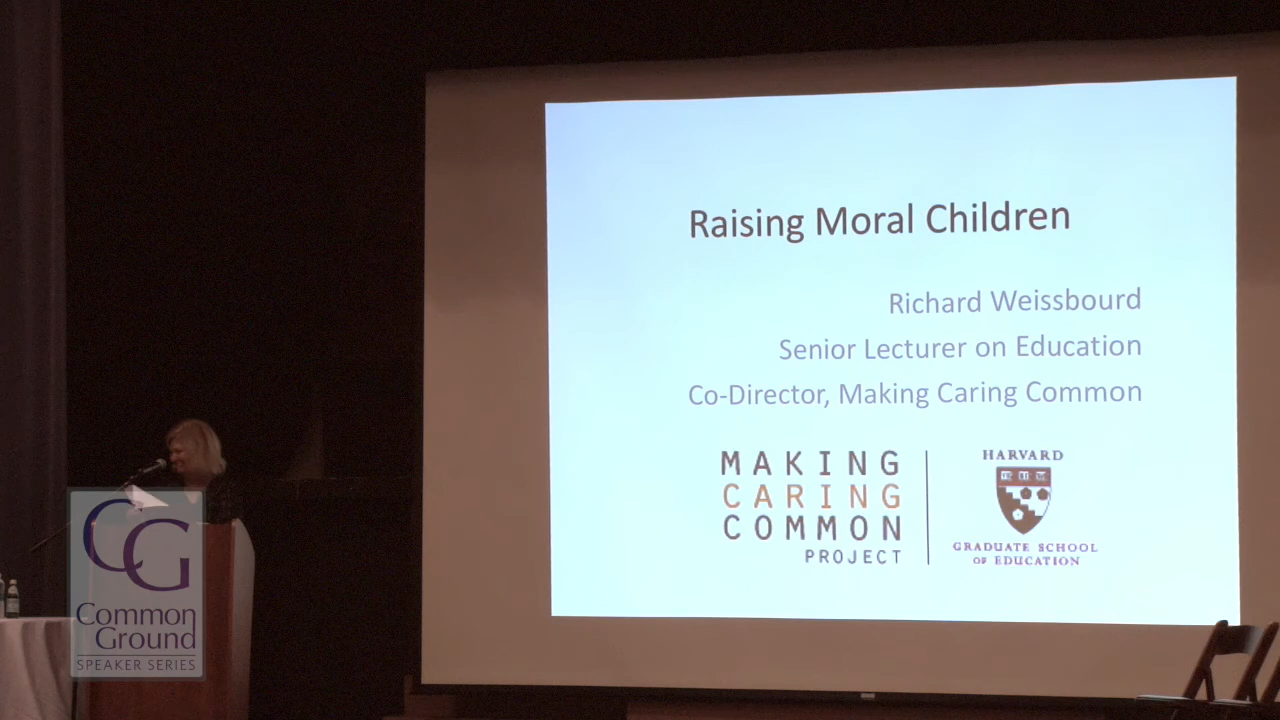 Raising Moral Children
Richard Weissbourd
Senior Lecturer on Education
Co-Director, Making Caring Common
MAKING
CARING
COMMON
PROJECT
HARVARD
GRADUATE SCHOOL
OF EDUCATION
CG
Common
Ground
SPEAKER SERIES